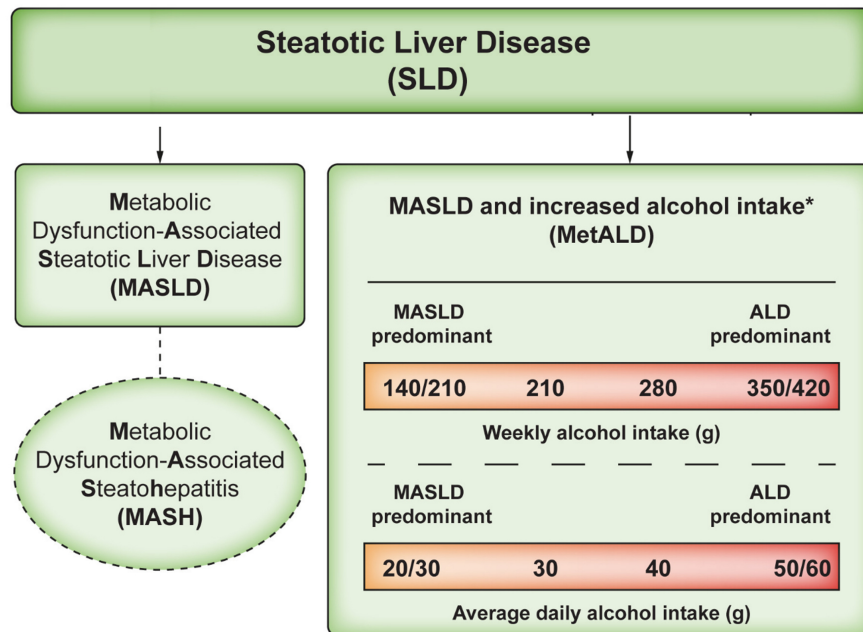 Steatotic Liver Disease
(SLD)
Metabolic
Dysfunction-Associated
Steatotic Liver Disease
(MASLD)
Metabolic
Dysfunction-Associated
Steatohepatitis
(MASH)
MASLD and increased alcohol intake*
(MetALD)
MASLD predominant
ALD predominant
140/210 210 280 350/420
Weekly alcohol intake (g)
MASLD predominant
ALD predominant
20/30 30 40 50/60
Average daily alcohol intake (g)